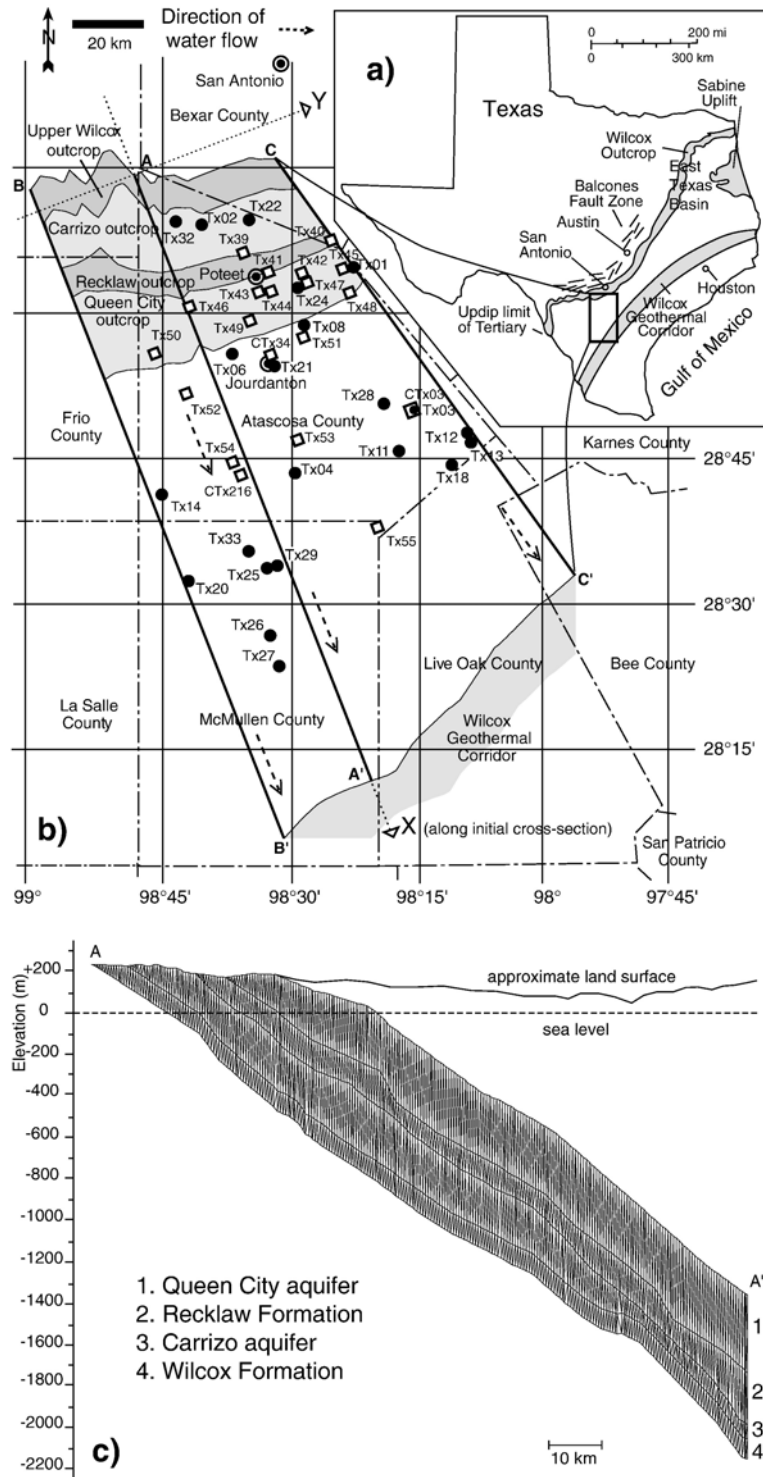 N
20 km
Direction of
water flow
San Antonio
Bexar County
Y
Upper Wilcox
outcrop
A
B
C
Carrizo outcrop
Tx32
Tx02
Tx22
Tx39
Tx40
Recklaw outcrop
Poteet
Tx41
Tx42
Tx45
Tx01
Queen City
outcrop
Tx46
Tx43
Tx44
Tx24
Tx47
Tx48
Tx50
Tx49
Tx08
Tx51
CTx34
Tx06
Tx21
Jourdanton
Tx52
Atascosa County
Tx28
CTx03
Tx03
Frio
County
Tx54
Tx53
Tx12
Tx13
Tx11
Tx18
Karnes County
28°45'
CTx216
Tx04
Tx14
Tx55
Tx33
Tx29
Tx25
Tx20
C'
28°30'
Tx26
Tx27
Live Oak County
Bee County
La Salle
County
McMullen County
Wilcox
Geothermal
Corridor
28°15'
A'
b)
B'
X (along initial cross-section)
San Patricio
County
99°
98°45'
98°30'
98°15'
98°
97°45'
a)
0
200 mi
0
300 km
Texas
Sabine
Uplift
Wilcox
Outcrop
East
Texas
Basin
Balcones
Fault Zone
Austin
San
Antonio
Houston
Updip limit
of Tertiary
Wilcox
Geothermal
Corridor
Gulf of Mexico
A
Elevation (m)
+200
0
-200
-400
-600
-800
-1000
-1200
-1400
-1600
-1800
-2000
-2200
approximate land surface
sea level
1. Queen City aquifer
2. Recklaw Formation
3. Carrizo aquifer
4. Wilcox Formation
A'
1
2
3
4
c)
10 km